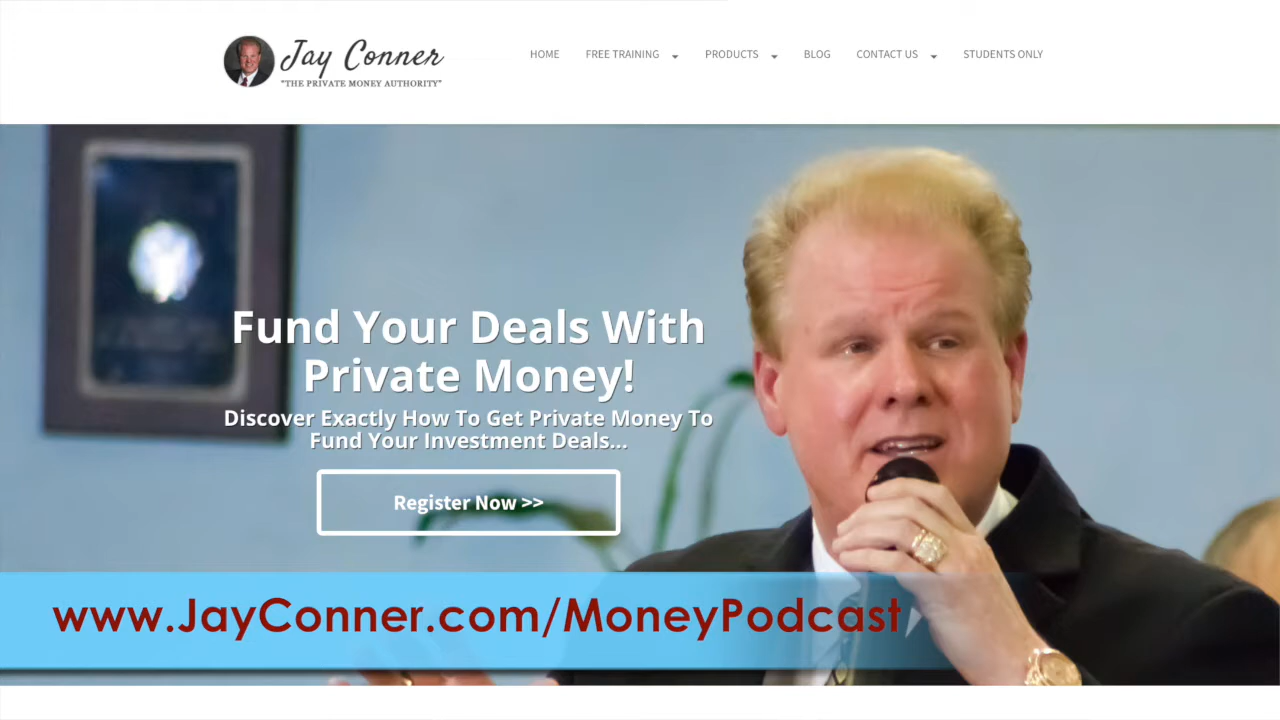 Jay Conner
"THE PRIVATE MONEY AUTHORITY"
HOME FREE TRAINING PRODUCTS BLOG CONTACT US STUDENTS ONLY
Fund Your Deals With
Private Money!
Discover Exactly How To Get Private Money To
Fund Your Investment Deals...
Register Now >>
www.JayConner.com/MoneyPodcast